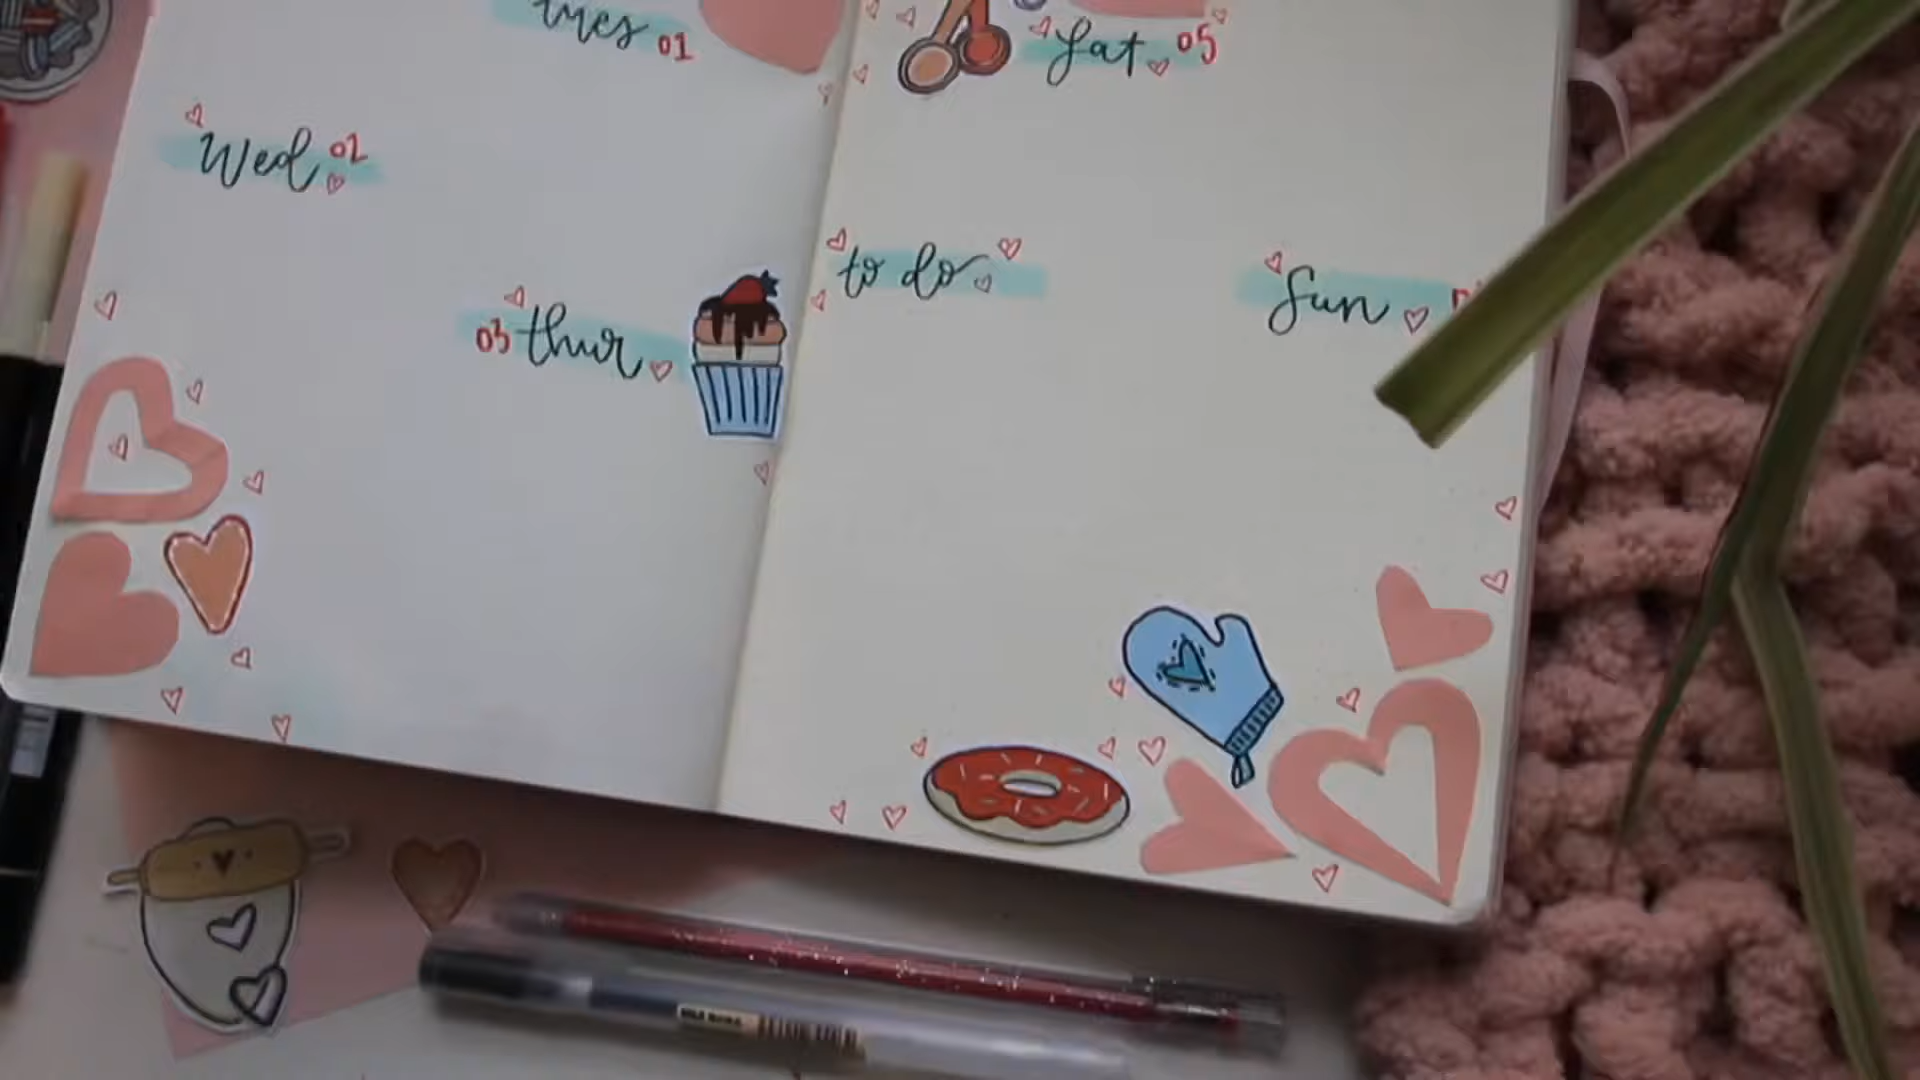 tues 01
Wed 02
03 thur
Sat 05
to do
Sun